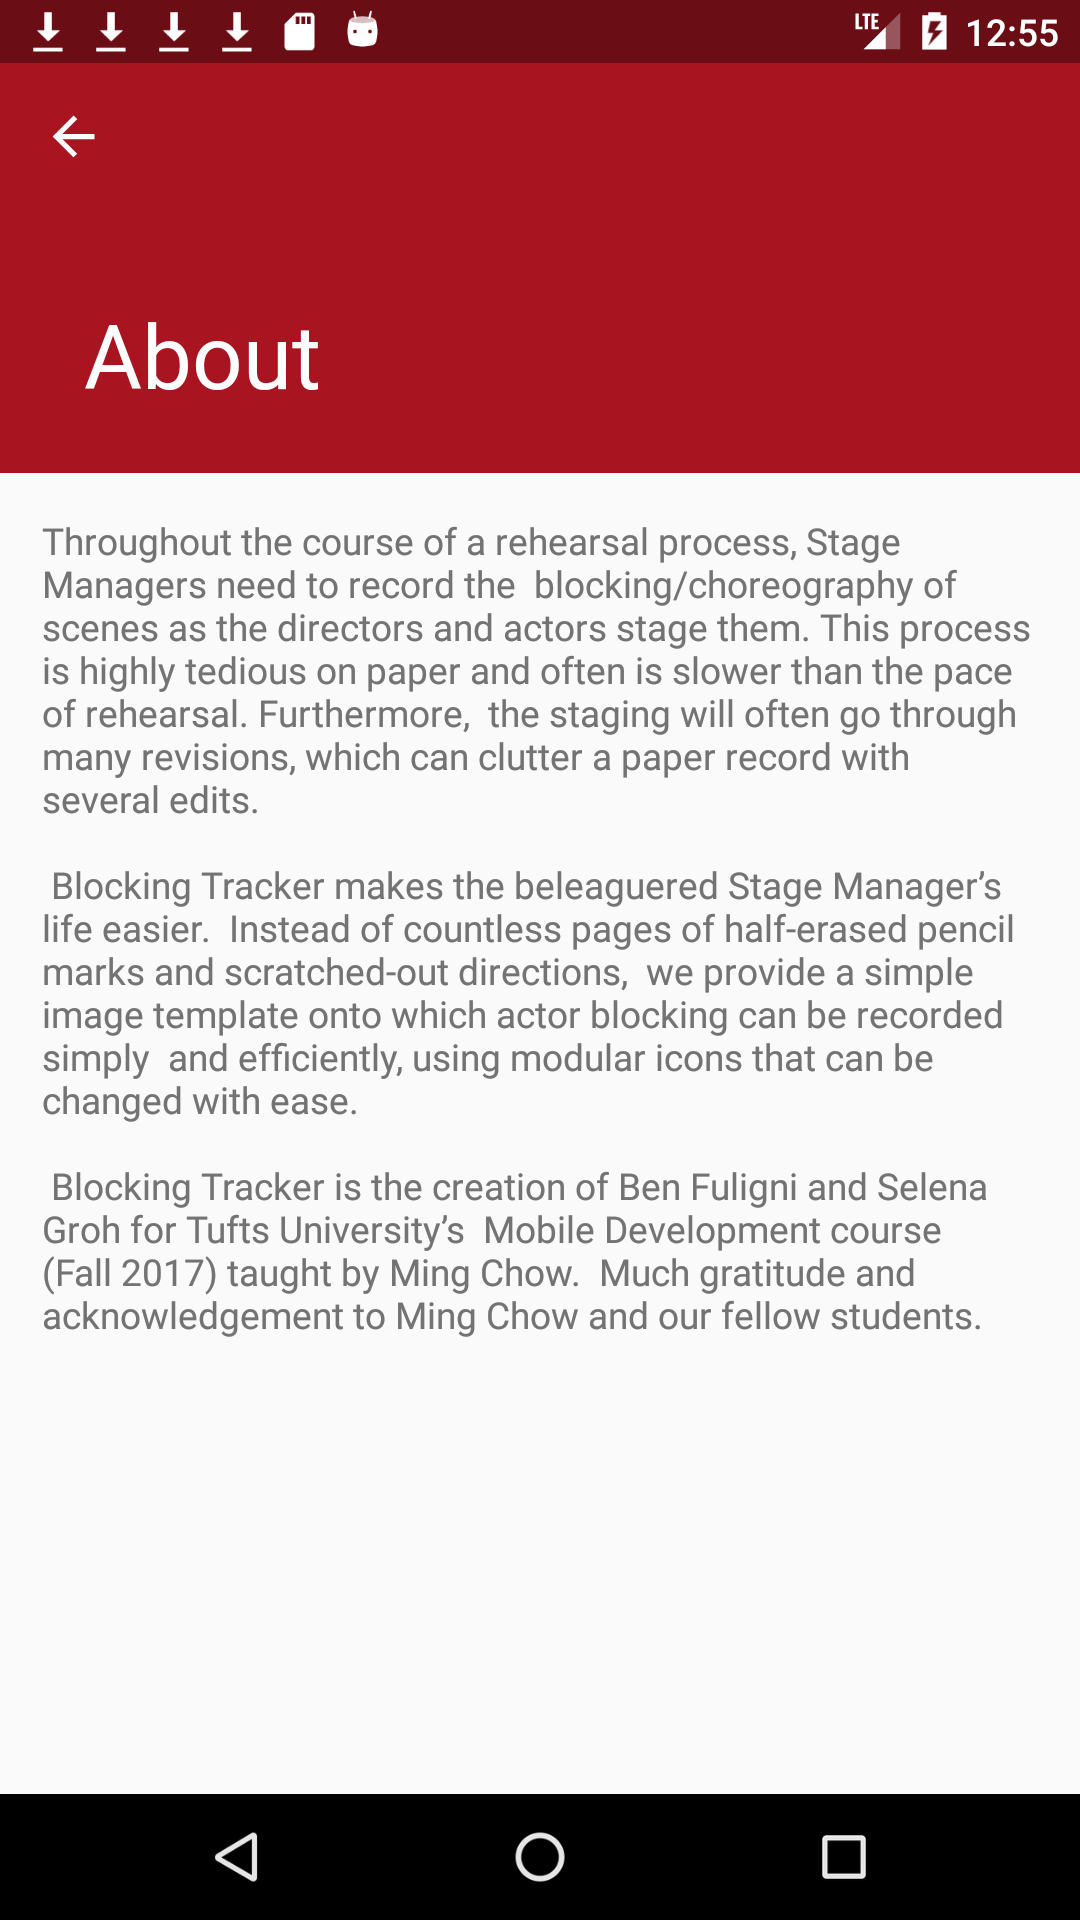 LTE 12:55
About
Throughout the course of a rehearsal process, Stage
Managers need to record the  blocking/choreography of
scenes as the directors and actors stage them. This process
is highly tedious on paper and often is slower than the pace
of rehearsal. Furthermore,  the staging will often go through
many revisions, which can clutter a paper record with
several edits.
Blocking Tracker makes the beleaguered Stage Manager’s
life easier.  Instead of countless pages of half-erased pencil
marks and scratched-out directions,  we provide a simple
image template onto which actor blocking can be recorded
simply  and efficiently, using modular icons that can be
changed with ease.
Blocking Tracker is the creation of Ben Fuligni and Selena
Groh for Tufts University’s  Mobile Development course
(Fall 2017) taught by Ming Chow.  Much gratitude and
acknowledgement to Ming Chow and our fellow students.